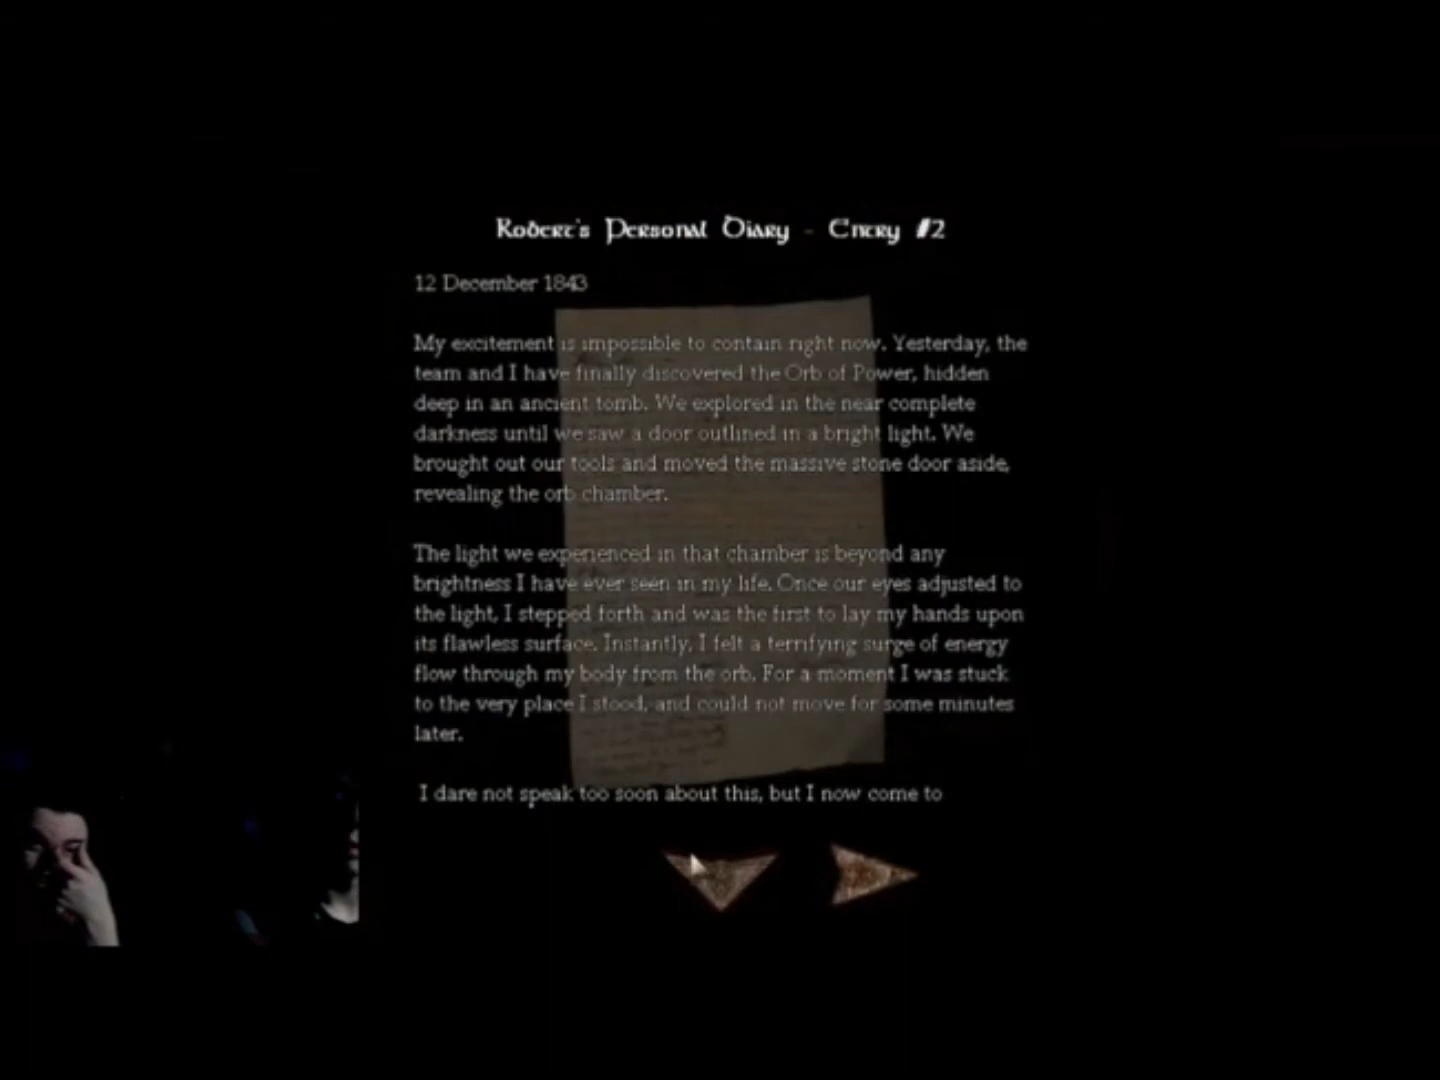 Robert's Personal Diary - Entry #2
12 December 1843
My excitement is impossible to contain right now. Yesterday, the
team and I have finally discovered the Orb of Power, hidden
deep in an ancient tomb. We explored in the near complete
darkness until we saw a door outlined in a bright light. We
brought out our tools and moved the massive stone door aside,
revealing the orb chamber.
The light we experienced in that chamber is beyond any
brightness I have ever seen in my life. Once our eyes adjusted to
the light, I stepped forth and was the first to lay my hands upon
its flawless surface. Instantly, I felt a terrifying surge of energy
flow through my body from the orb. For a moment I was stuck
to the very place I stood, and could not move for some minutes
later.
I dare not speak too soon about this, but I now come to